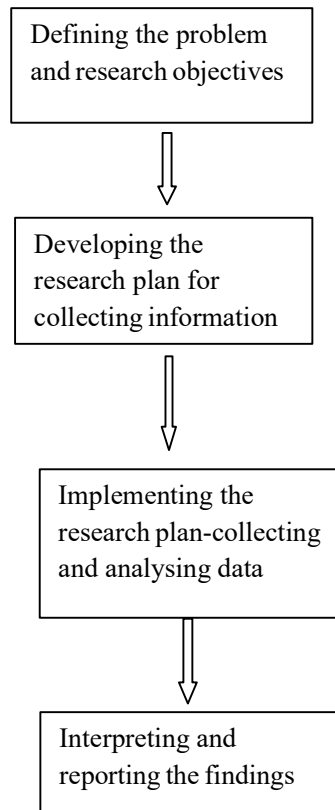 Defining the problem
and research objectives
Developing the
research plan for
collecting information
Implementing the
research plan-collecting
and analysing data
Interpreting and
reporting the findings